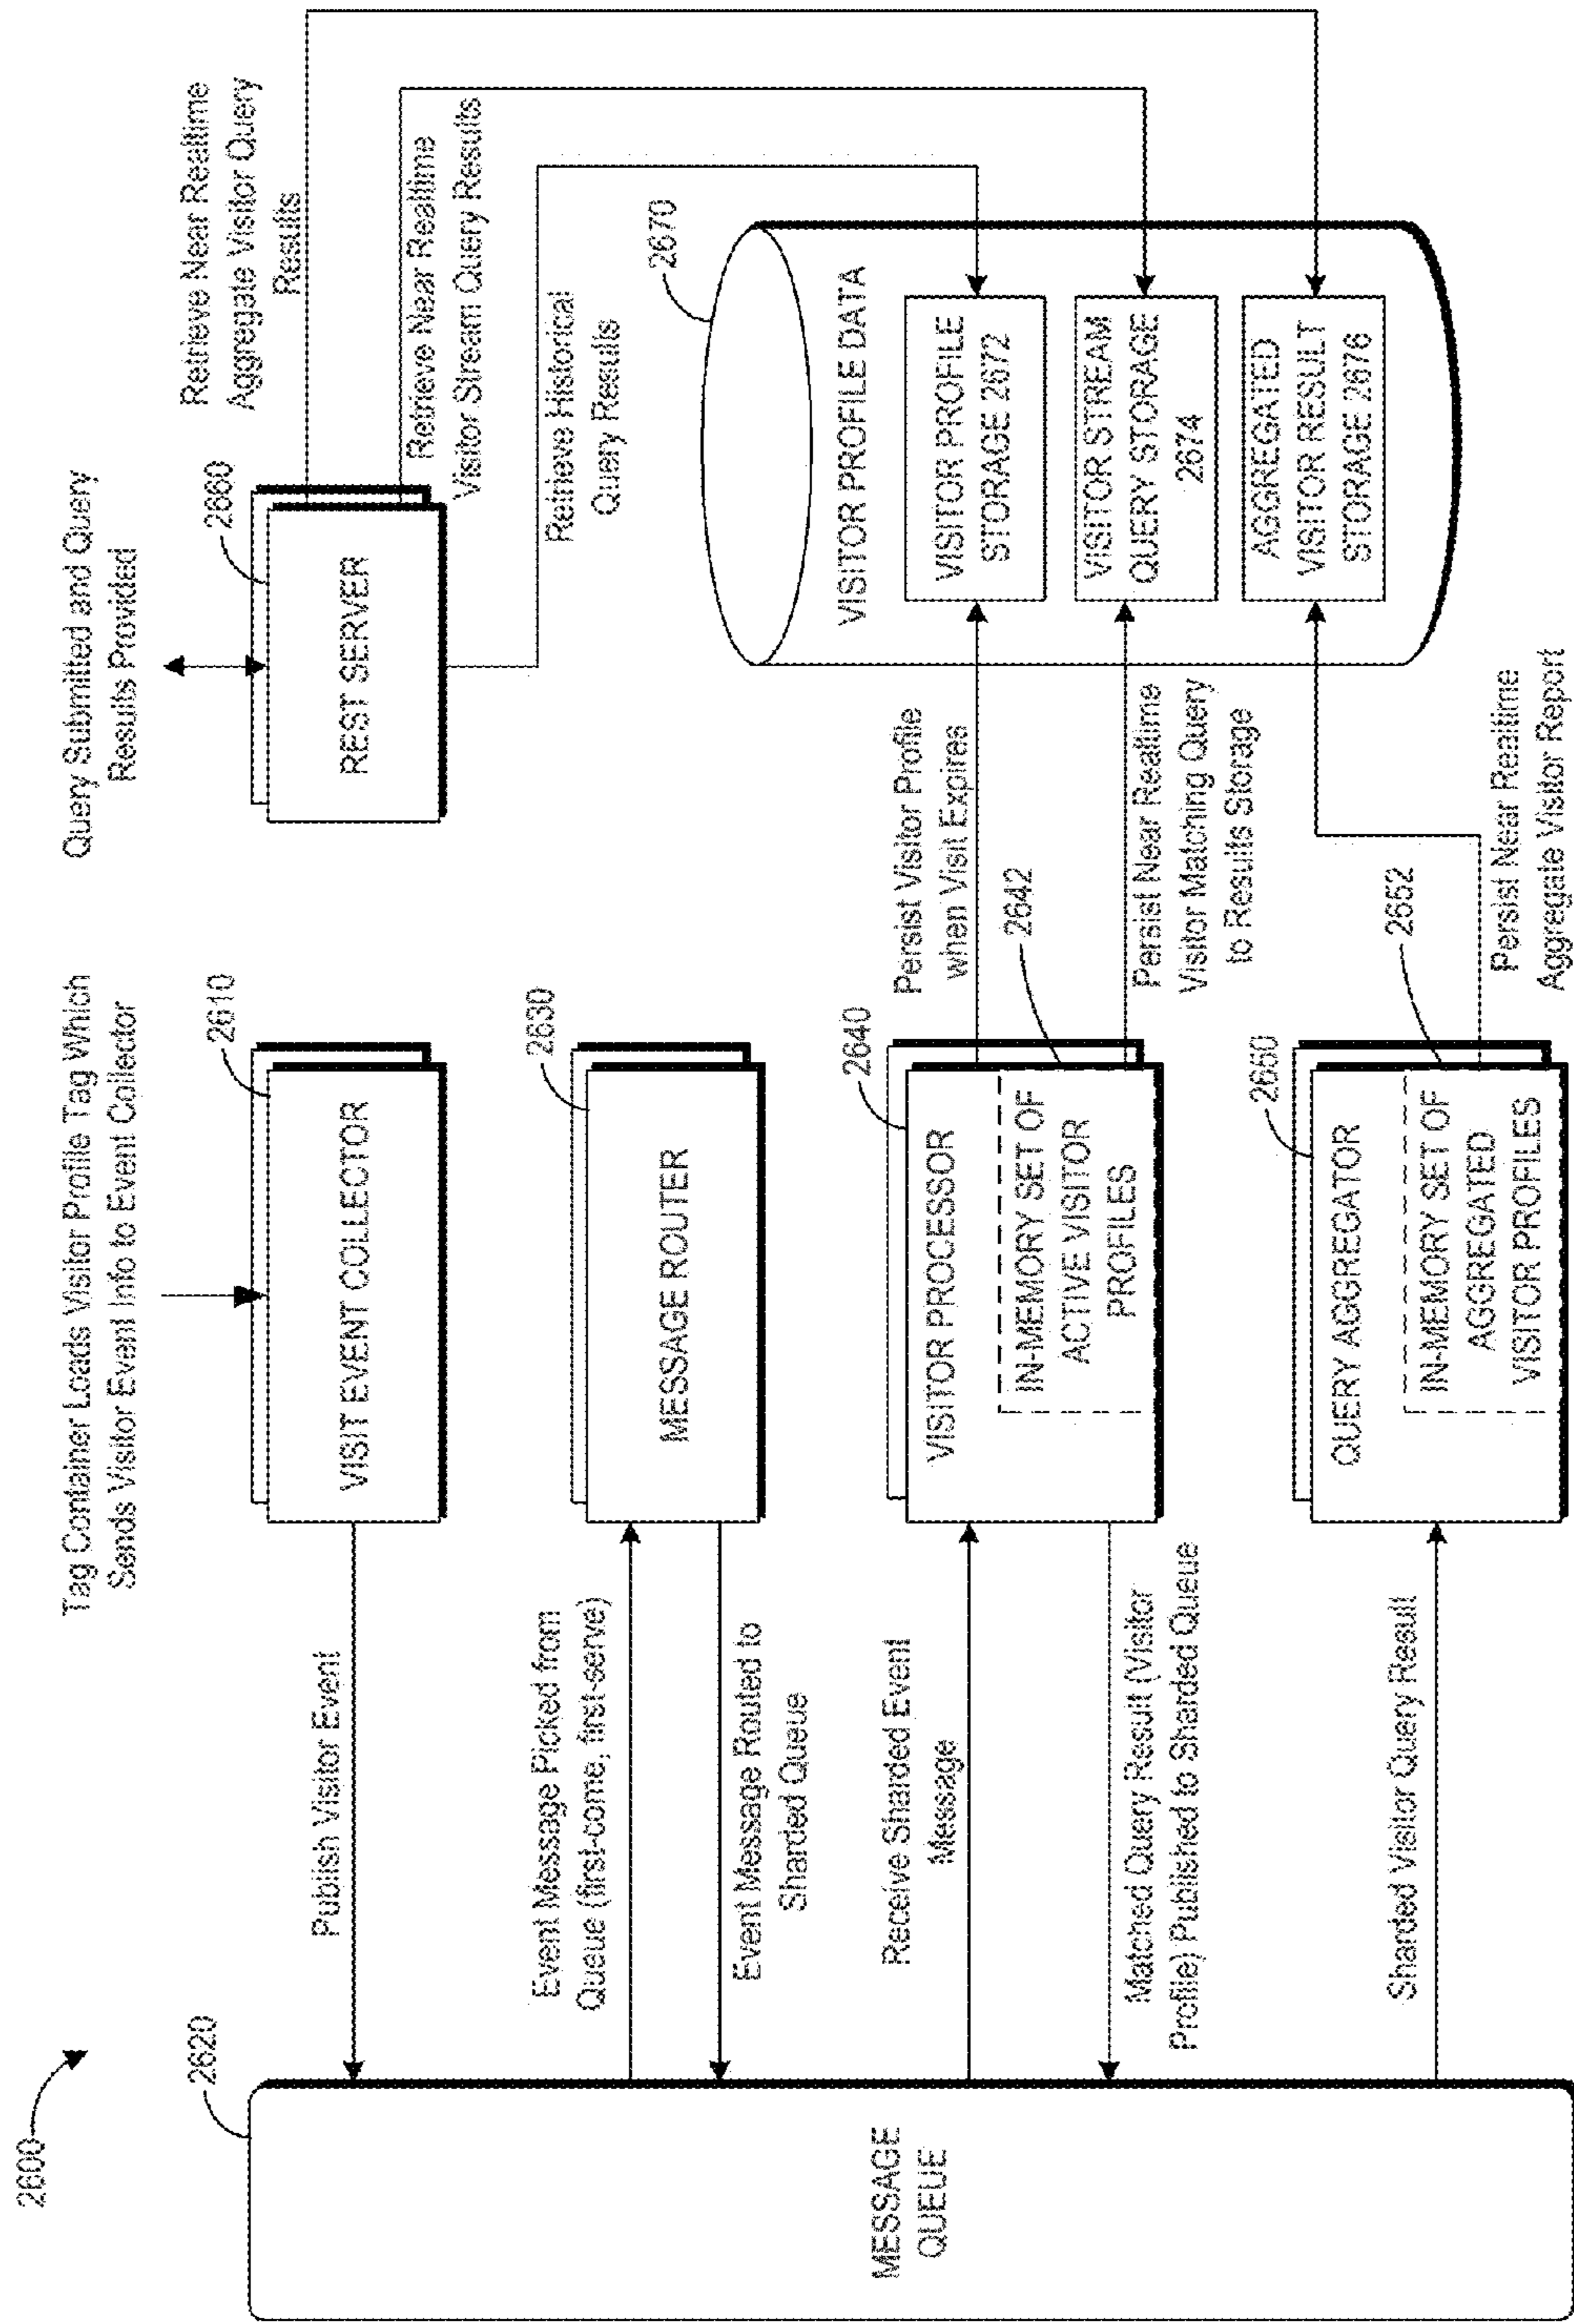 2600
Tag Container Loads Visitor Profile Tag Which
Sends Visitor Event Info to Event Collector
Query Submitted and Query
Results Provided
2620
MESSAGE
QUEUE
Publish Visitor Event
2610
VISIT EVENT COLLECTOR
2660
REST SERVER
Retrieve Near Realtime
Aggregate Visitor Query
Results
Retrieve Near Realtime
Visitor Stream Query Results
Retrieve Historical
Query Results
Event Message Picked from
Queue (first-come, first-serve)
Event Message Routed to
Sharded Queue
2630
MESSAGE ROUTER
2670
VISITOR PROFILE DATA
Receive Sharded Event
Message
Matched Query Result (Visitor
Profile) Published to Sharded Queue
2640
VISITOR PROCESSOR
IN-MEMORY SET OF
ACTIVE VISITOR
PROFILES
2642
Persist Visitor Profile
when Visit Expires
Persist Near Realtime
Visitor Matching Query
to Results Storage
VISITOR PROFILE
STORAGE 2672
VISITOR STREAM
QUERY STORAGE
2674
AGGREGATED
VISITOR RESULT
STORAGE 2676
Sharded Visitor Query Result
2650
QUERY AGGREGATOR
IN-MEMORY SET OF
AGGREGATED
VISITOR PROFILES
2652
Persist Near Realtime
Aggregate Visitor Report